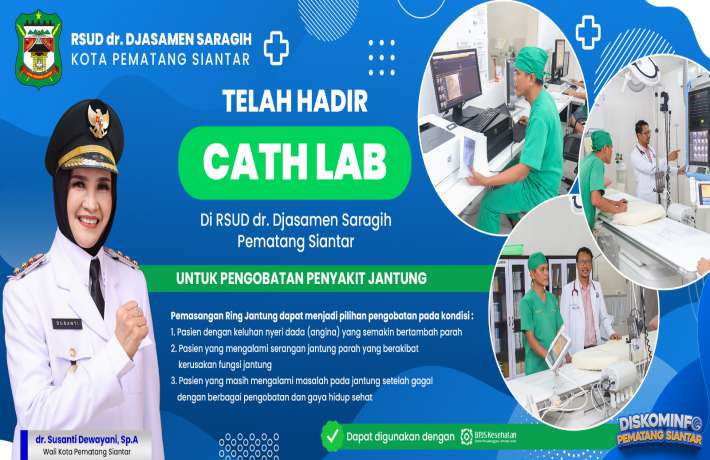 RSUD dr. DJASAMEN SARAGIH
KOTA PEMATANG SIANTAR
TELAH HADIR
CATH LAB
Di RSUD dr. Djasamen Saragih
Pematang Siantar
UNTUK PENGOBATAN PENYAKIT JANTUNG
Pemasangan Ring Jantung dapat menjadi pilihan pengobatan pada kondisi :
1. Pasien dengan keluhan nyeri dada (angina) yang semakin bertambah parah
2. Pasien yang mengalami serangan jantung parah yang berakibat
kerusakan fungsi jantung
3. Pasien yang masih mengalami masalah pada jantung setelah gagal
dengan berbagai pengobatan dan gaya hidup sehat
Dapat digunakan dengan
BPJS Kesehatan
SUSANTI
dr. Susanti Dewayani, Sp.A
Wali Kota Pematang Siantar
DISKOMINFO
PEMATANG SIANTAR